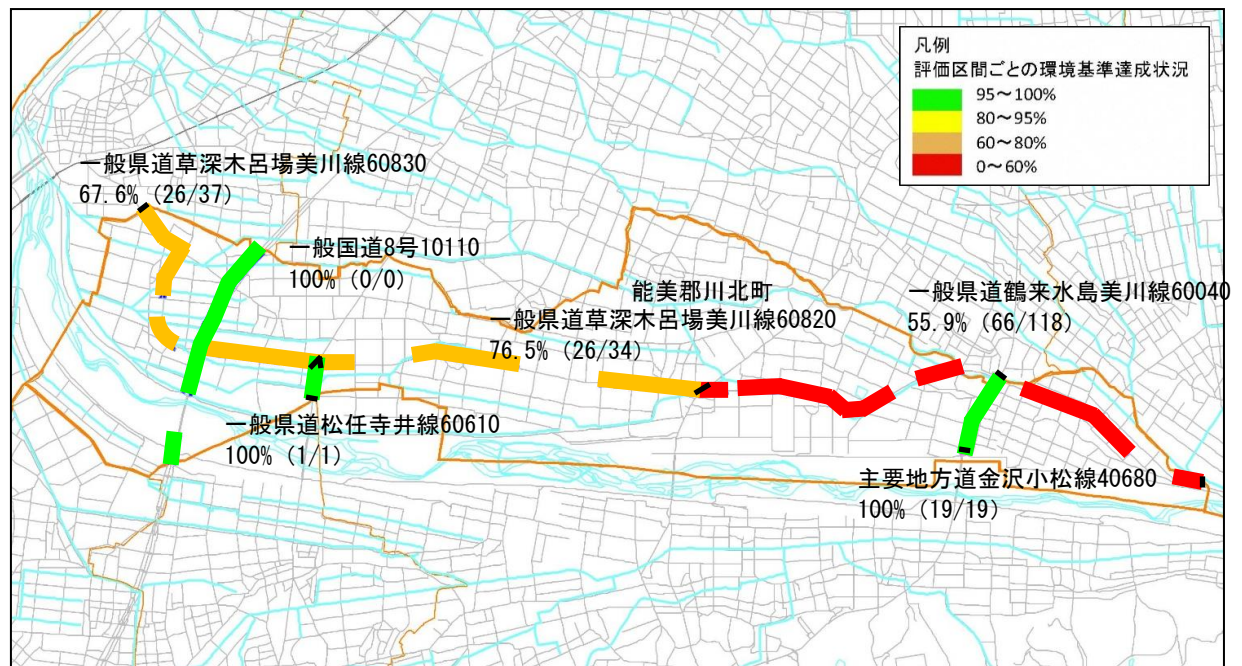 凡例
評価区間ごとの環境基準達成状況
95～100%
80～95%
60～80%
0～60%
一般県道草深木呂場美川線60830
67.6% (26/37)
一般国道8号10110
100% (0/0)
能美郡川北町
一般県道草深木呂場美川線60820
76.5% (26/34)
一般県道鶴来水島美川線60040
55.9% (66/118)
一般県道松任寺井線60610
100% (1/1)
主要地方道金沢小松線40680
100% (19/19)